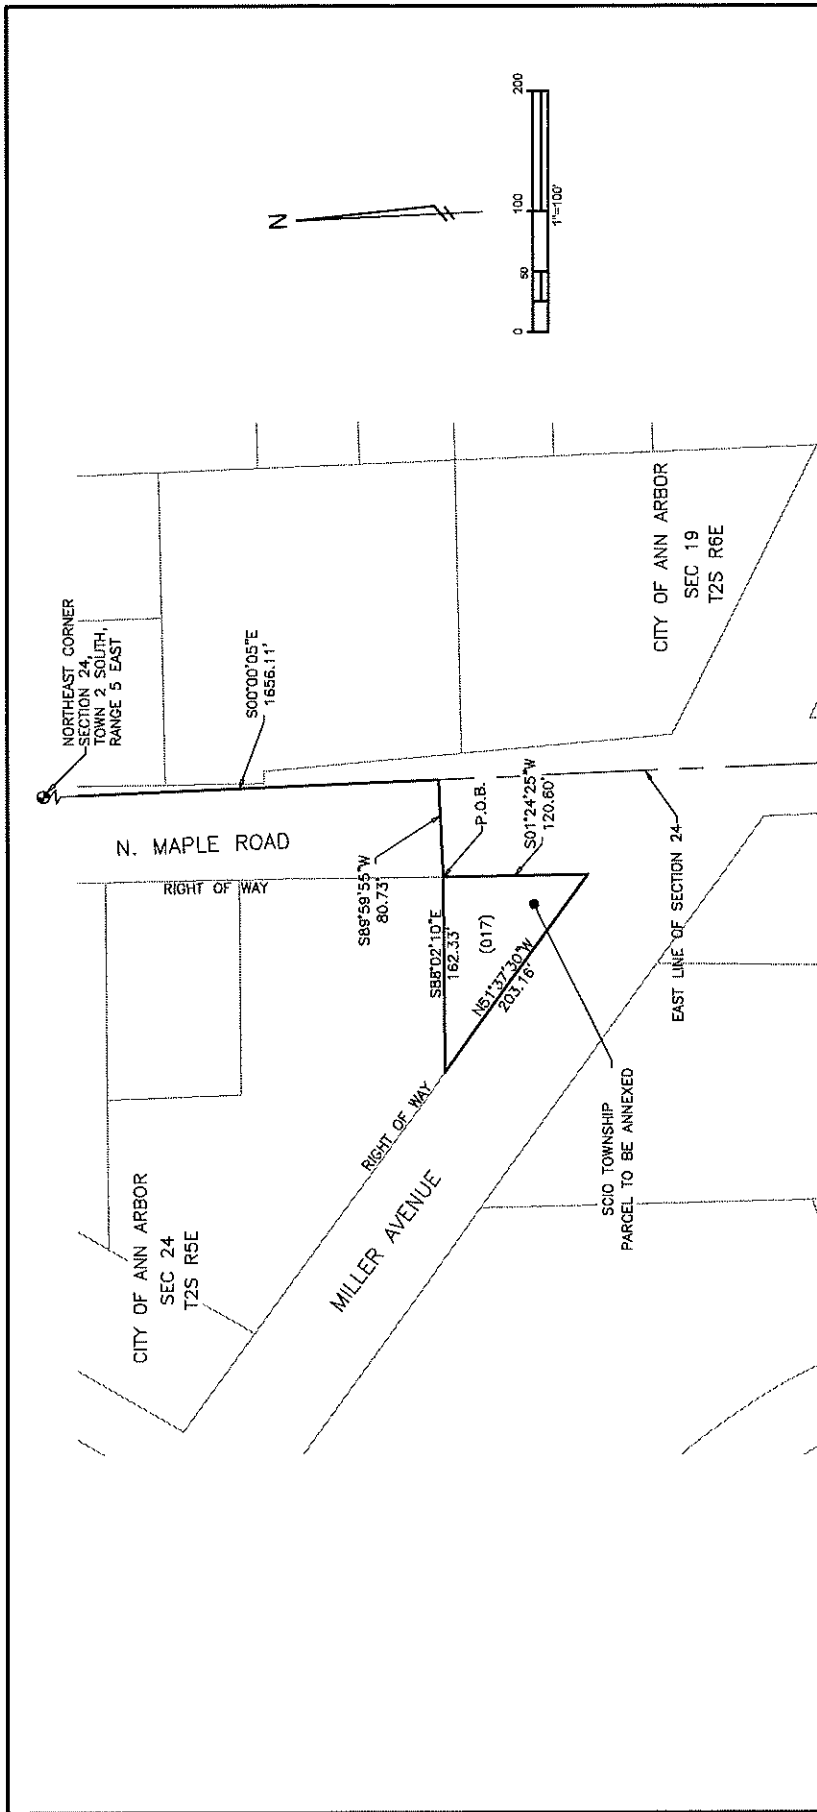 NORTHEAST CORNER
SECTION 24,
TOWN 2 SOUTH,
RANGE 5 EAST
N
0
50
100
200
1"=100'
S00°00'05"E
1656.11'
N. MAPLE ROAD
RIGHT OF WAY
S89°59'55"W
80.73'
P.O.B.
S88°02'10"E
162.33'
(017)
S01°24'25"W
120.60'
N51°37'30"W
203.16'
CITY OF ANN ARBOR
SEC 19
T2S R6E
EAST LINE OF SECTION 24
RIGHT OF WAY
MILLER AVENUE
SCIO TOWNSHIP
PARCEL TO BE ANNEXED
CITY OF ANN ARBOR
SEC 24
T2S R5E